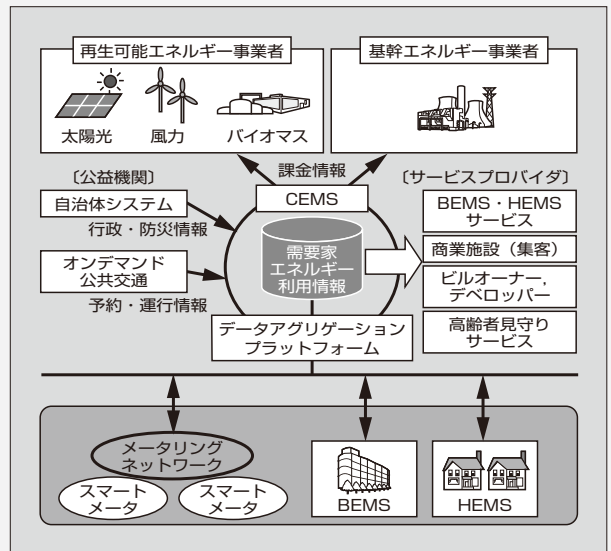 再生可能エネルギー事業者
太陽光
風力
バイオマス
基幹エネルギー事業者
課金情報
〔公益機関〕
自治体システム
行政・防災情報
オンデマンド
公共交通
予約・運行情報
CEMS
需要家
エネルギー
利用情報
データアグリゲーション
プラットフォーム
〔サービスプロバイダ〕
BEMS・HEMS
サービス
商業施設（集客）
ビルオーナー，
デベロッパー
高齢者見守り
サービス
メータリング
ネットワーク
スマート
メータ
スマート
メータ
BEMS
HEMS